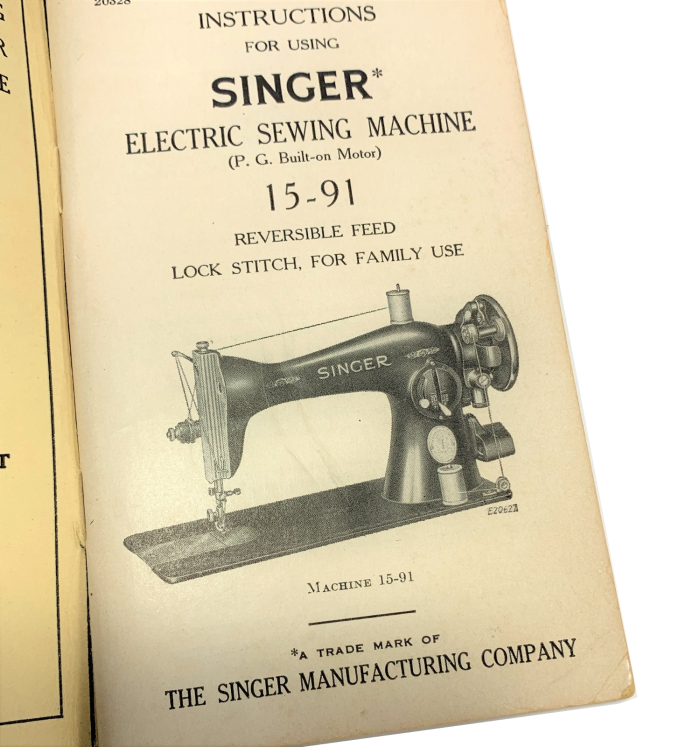 20328
INSTRUCTIONS
FOR USING
SINGER*
ELECTRIC SEWING MACHINE
(P. G. Built-on Motor)
15-91
REVERSIBLE FEED
LOCK STITCH, FOR FAMILY USE
SINGER
MACHINE 15-91
*A TRADE MARK OF
THE SINGER MANUFACTURING COMPANY